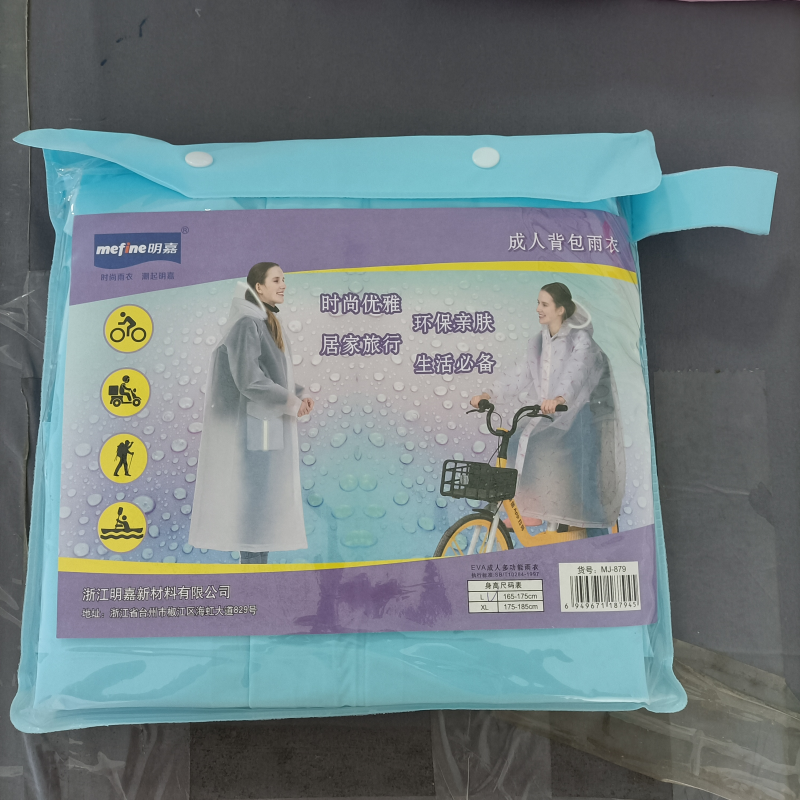 mefine明嘉®
时尚雨衣 潮起明嘉
成人背包雨衣
时尚优雅
环保亲肤
居家旅行
生活必备
浙江明嘉新材料有限公司
地址：浙江省台州市椒江区海虹大道829号
EVA成人多功能雨衣
身高尺码表
L 165-175cm
XL 175-185cm
货号：MJ-879
6 949671 187945